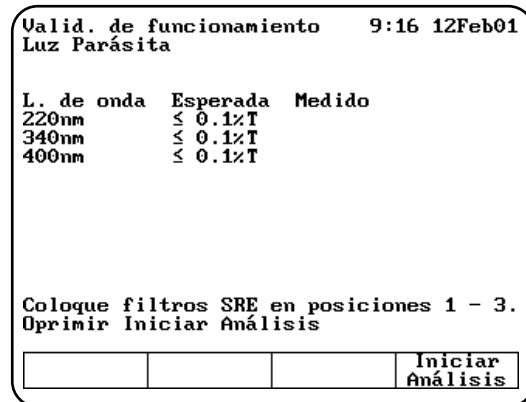 Valid. de funcionamiento 9:16 12Feb01
Luz Parásita
L. de onda Esperada Medido
220nm ≤ 0.1%T
340nm ≤ 0.1%T
400nm ≤ 0.1%T
Coloque filtros SRE en posiciones 1 - 3.
Oprimir Iniciar Análisis
Iniciar
Análisis